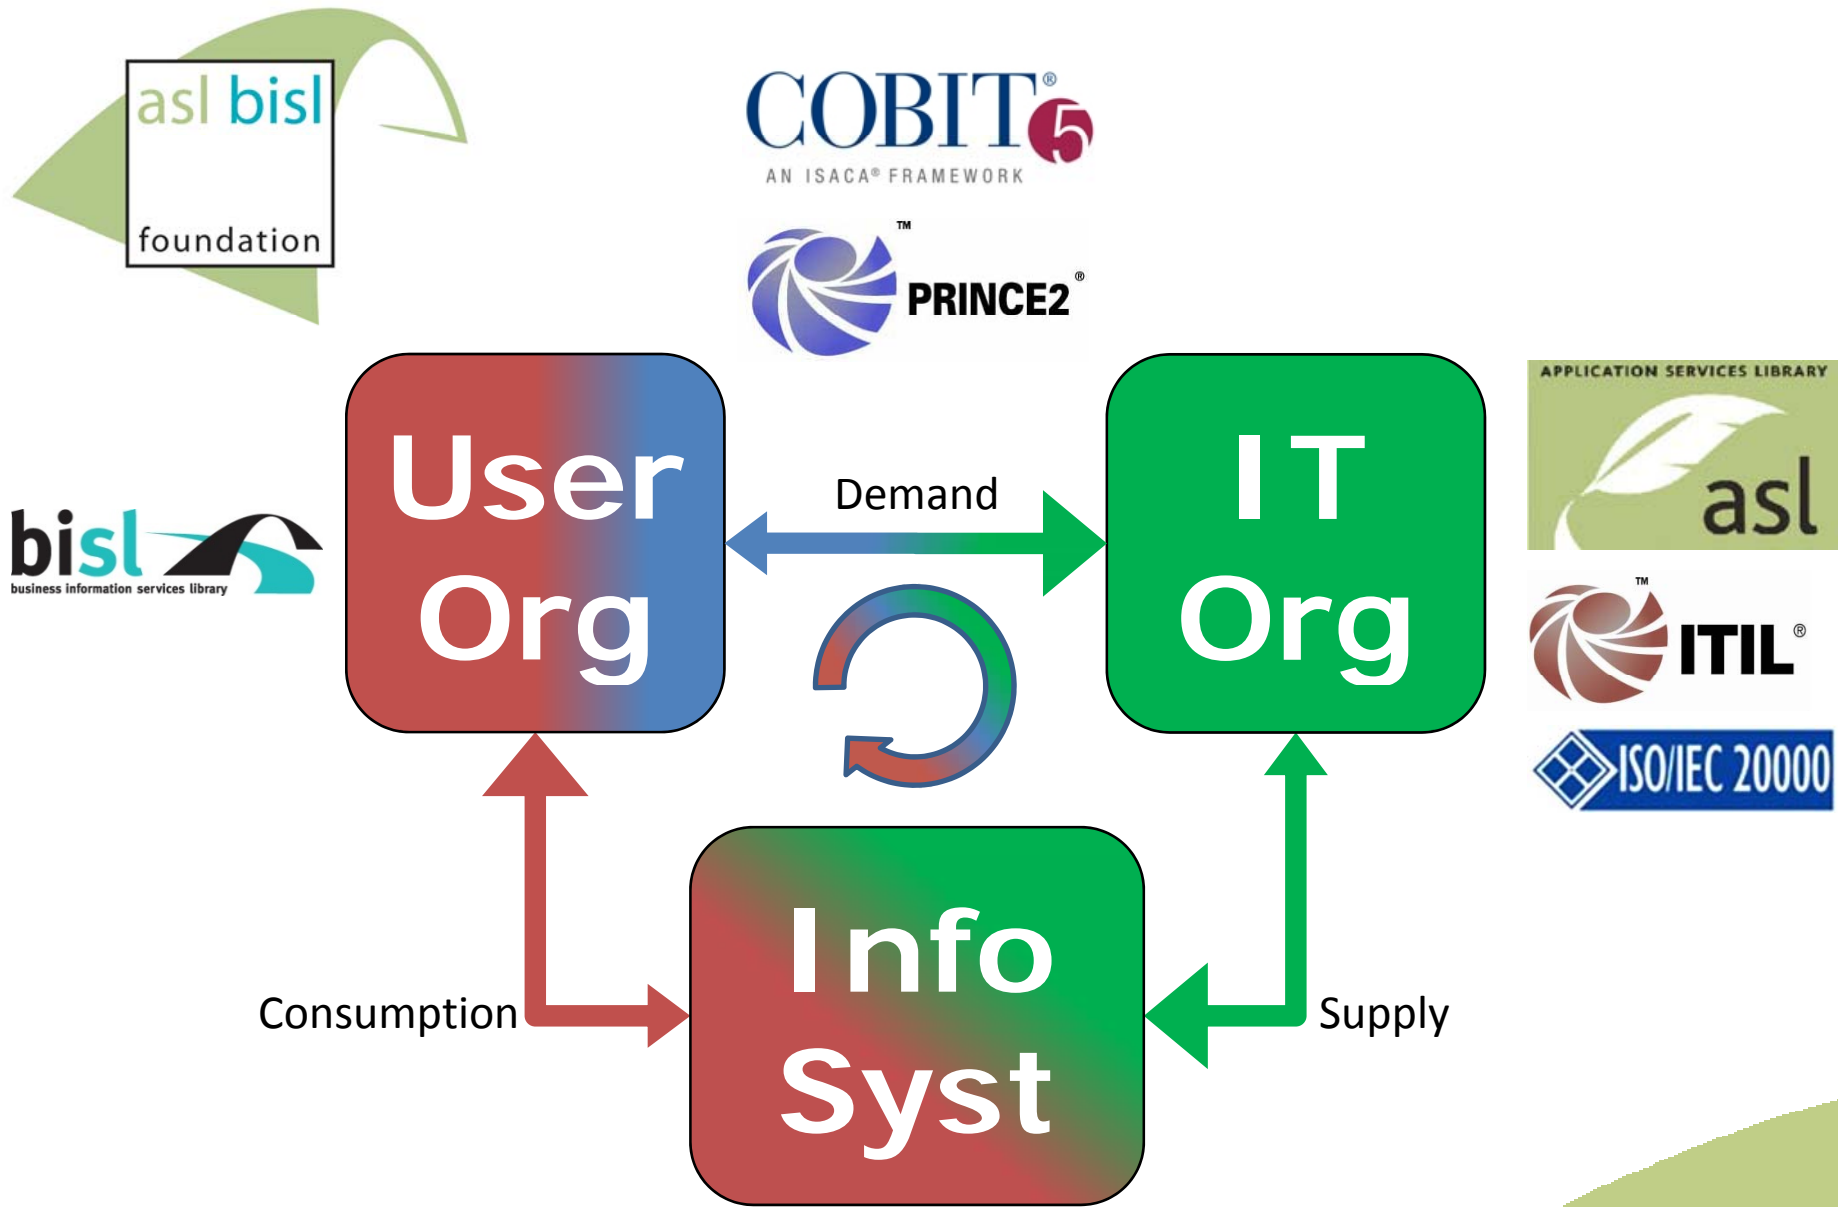 asl bisl
foundation
COBIT® 5
AN ISACA® FRAMEWORK
PRINCE2®
™
APPLICATION SERVICES LIBRARY
asl
bisl
business information services library
User
Org
Demand
IT
Org
ITIL®
™
ISO/IEC 20000
Consumption
Info
Syst
Supply